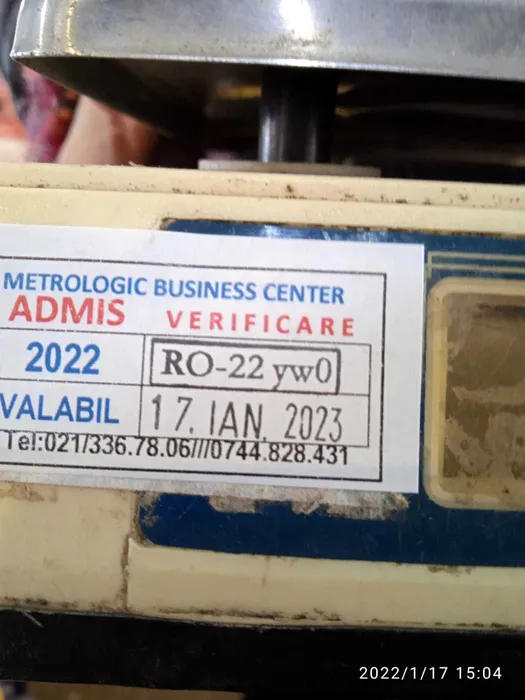 METROLOGIC BUSINESS CENTER
ADMIS VERIFICARE
2022 RO-22 yw0
VALABIL 17. IAN. 2023
Tel:021/336.78.06///0744.828.431
2022/1/17 15:04